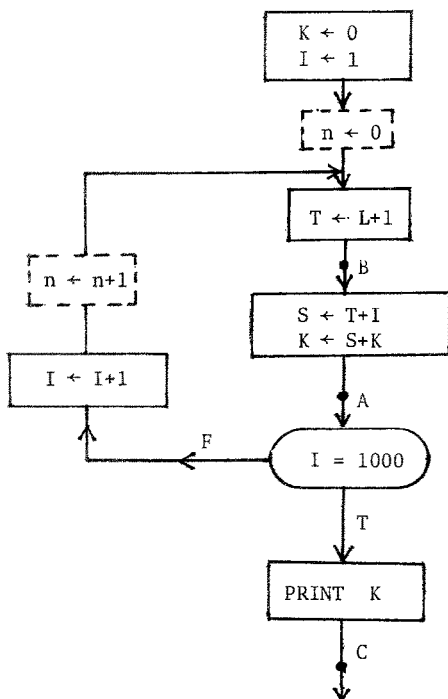 K ← 0
I ← 1
n ← 0
T ← L+1
n ← n+1
B
S ← T+I
K ← S+K
I ← I+1
A
F
I = 1000
T
PRINT K
C